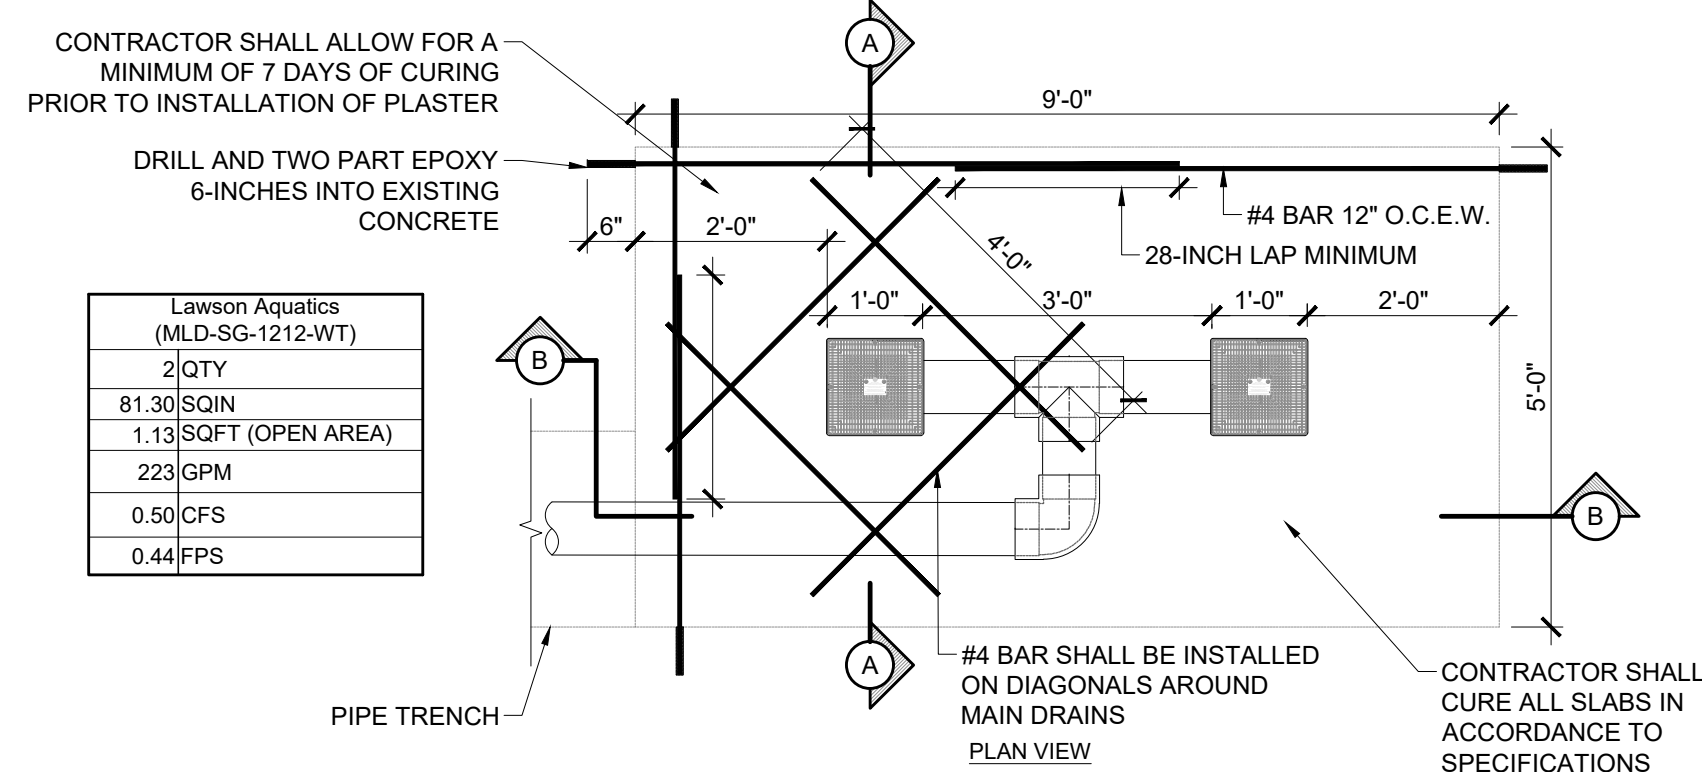 CONTRACTOR SHALL ALLOW FOR A
MINIMUM OF 7 DAYS OF CURING
PRIOR TO INSTALLATION OF PLASTER
A
9'-0"
DRILL AND TWO PART EPOXY
6-INCHES INTO EXISTING
CONCRETE
#4 BAR 12" O.C.E.W.
28-INCH LAP MINIMUM
6"
2'-0"
4'-0"
1'-0"
3'-0"
1'-0"
2'-0"
5'-0"
Lawson Aquatics
(MLD-SG-1212-WT)
2 QTY
81.30 SQIN
1.13 SQFT (OPEN AREA)
223 GPM
0.50 CFS
0.44 FPS
B
B
A
#4 BAR SHALL BE INSTALLED
ON DIAGONALS AROUND
MAIN DRAINS
PIPE TRENCH
CONTRACTOR SHALL
CURE ALL SLABS IN
ACCORDANCE TO
SPECIFICATIONS
PLAN VIEW